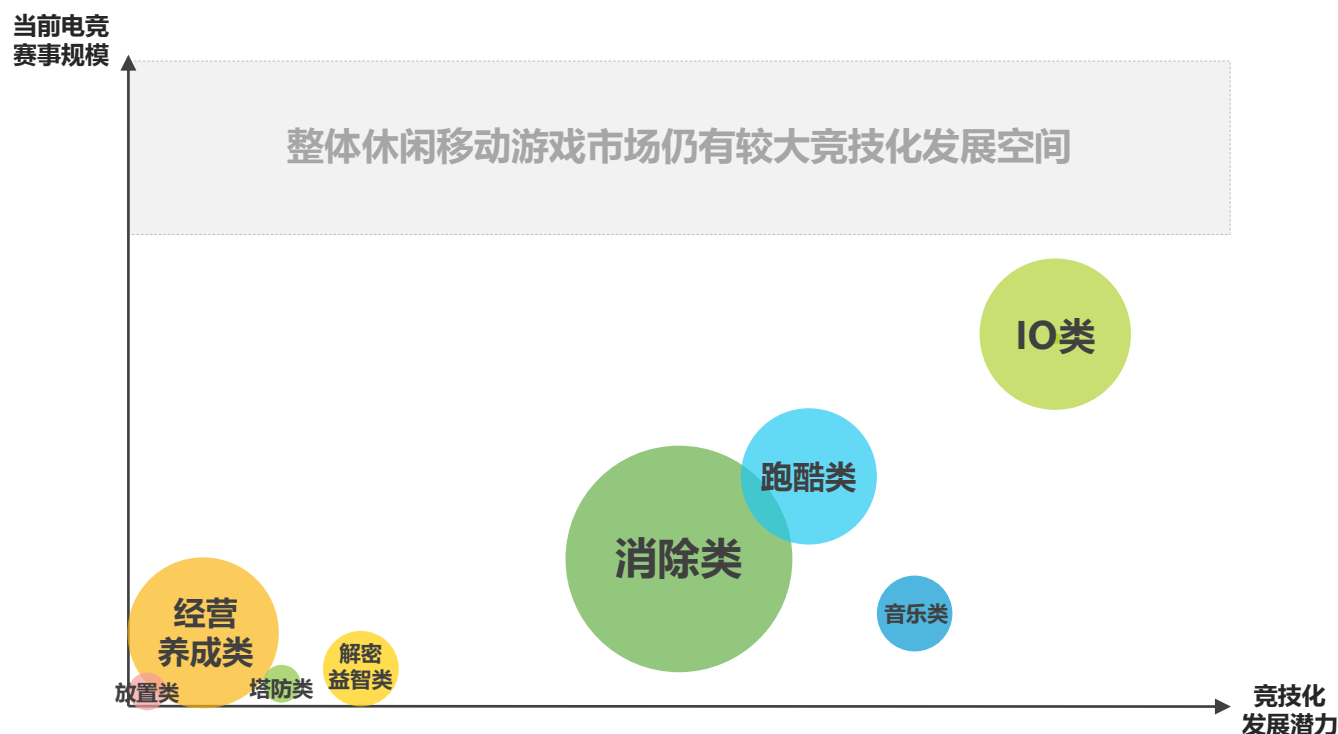 当前电竞
赛事规模
整体休闲移动游戏市场仍有较大竞技化发展空间
IO类
跑酷类
消除类
音乐类
经营
养成类
解密
益智类
放置类
塔防类
竞技化
发展潜力